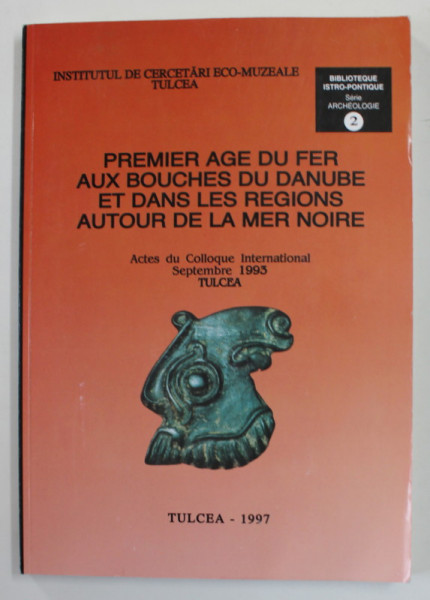 INSTITUTUL DE CERCETĂRI ECO-MUZEALE
TULCEA
BIBLIOTEQUE
ISTRO-PONTIQUE
Série
ARCHÉOLOGIE
2
PREMIER AGE DU FER
AUX BOUCHES DU DANUBE
ET DANS LES REGIONS
AUTOUR DE LA MER NOIRE
Actes du Colloque International
Septembre 1993
TULCEA
TULCEA - 1997